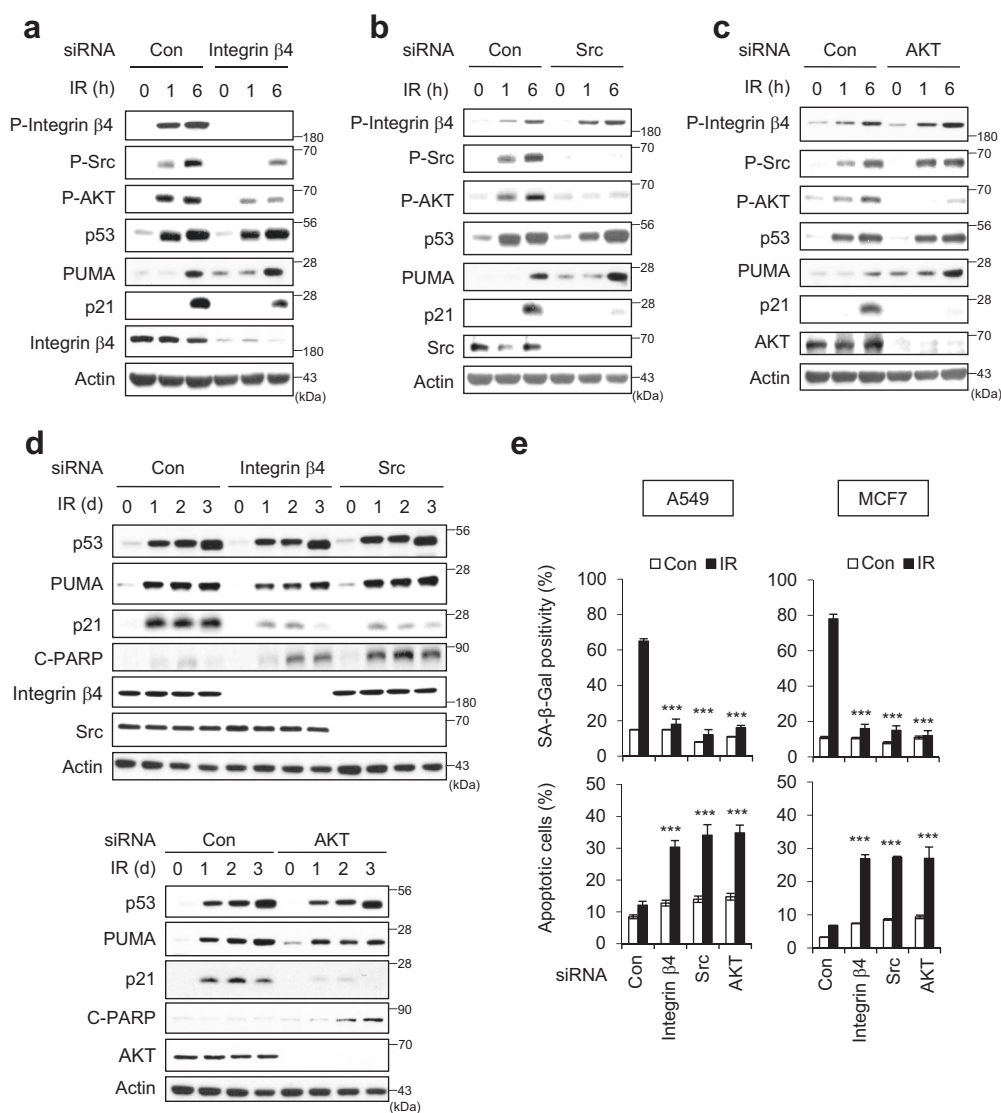 a
siRNA Con Integrin β4
IR (h) 0 1 6 0 1 6
P-Integrin β4 180
P-Src 70
P-AKT 70
p53 56
PUMA 28
p21 28
Integrin β4 180
Actin 43
(kDa)
b
siRNA Con Src
IR (h) 0 1 6 0 1 6
P-Integrin β4 180
P-Src 70
P-AKT 70
p53 56
PUMA 28
p21 28
Src 70
Actin 43
(kDa)
c
siRNA Con AKT
IR (h) 0 1 6 0 1 6
P-Integrin β4 180
P-Src 70
P-AKT 70
p53 56
PUMA 28
p21 28
AKT 70
Actin 43
(kDa)
d
siRNA Con Integrin β4 Src
IR (d) 0 1 2 3 0 1 2 3 0 1 2 3
p53 56
PUMA 28
p21 28
C-PARP 90
Integrin β4 180
Src 70
Actin 43
(kDa)
siRNA Con AKT
IR (d) 0 1 2 3 0 1 2 3
p53 56
PUMA 28
p21 28
C-PARP 90
AKT 70
Actin 43
(kDa)
e
A549
Con IR
SA-β-Gal positivity (%)
100
80
60
40
20
0
*** *** ***
Apoptotic cells (%)
50
40
30
20
10
0
*** *** ***
siRNA Con Integrin β4 Src AKT
MCF7
Con IR
100
80
60
40
20
0
*** *** ***
50
40
30
20
10
0
*** *** ***
Con Integrin β4 Src AKT